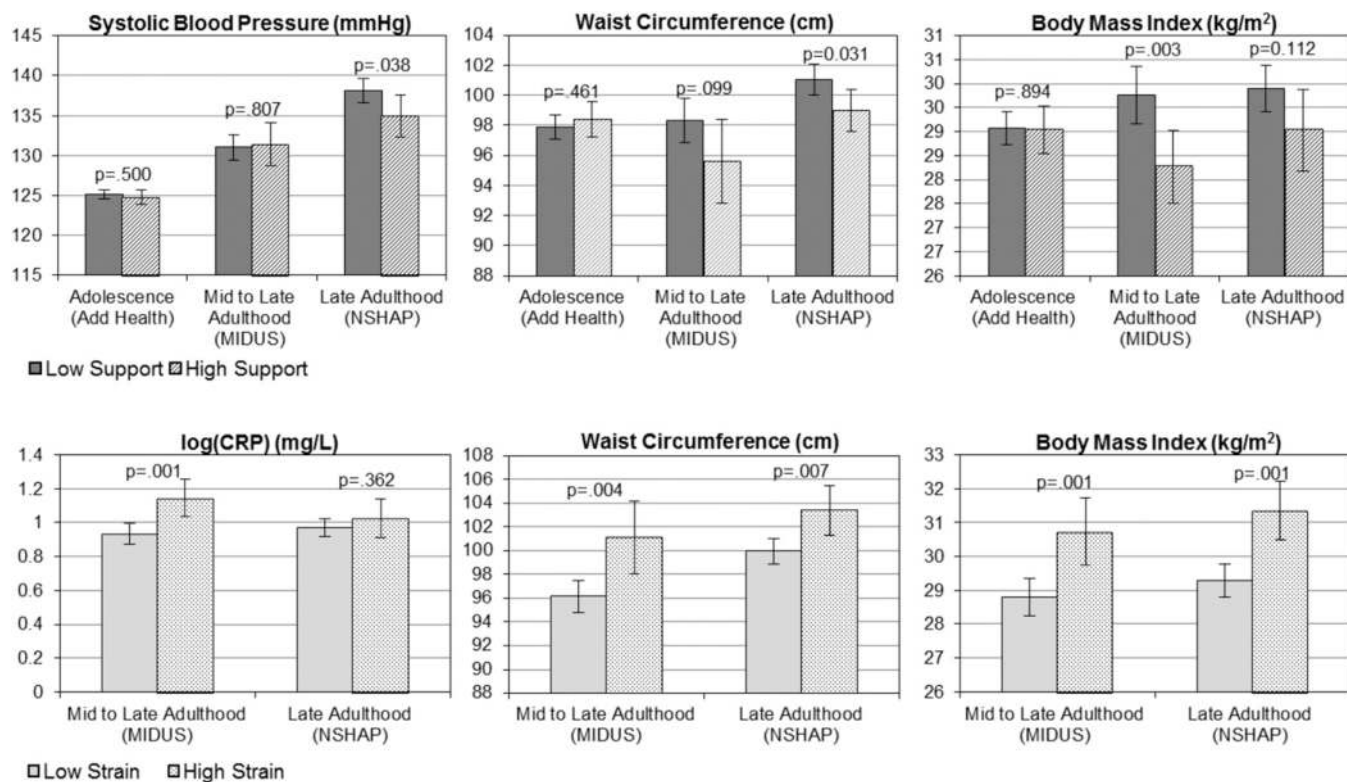 Systolic Blood Pressure (mmHg)
145
140
135
130
125
120
115
p=.500
p=.807
p=.038
Adolescence
(Add Health)
Mid to Late
Adulthood
(MIDUS)
Late Adulthood
(NSHAP)
Waist Circumference (cm)
104
102
100
98
96
94
92
90
88
p=.461
p=.099
p=0.031
Adolescence
(Add Health)
Mid to Late
Adulthood
(MIDUS)
Late Adulthood
(NSHAP)
Body Mass Index (kg/m²)
31
30
30
29
29
28
28
27
27
26
26
p=.894
p=.003
p=0.112
Adolescence
(Add Health)
Mid to Late
Adulthood
(MIDUS)
Late Adulthood
(NSHAP)
Low Support High Support
log(CRP) (mg/L)
1.4
1.2
1
0.8
0.6
0.4
0.2
0
p=.001
p=.362
Mid to Late Adulthood
(MIDUS)
Late Adulthood
(NSHAP)
Waist Circumference (cm)
108
106
104
102
100
98
96
94
92
90
88
p=.004
p=.007
Mid to Late Adulthood
(MIDUS)
Late Adulthood
(NSHAP)
Body Mass Index (kg/m²)
33
32
31
30
29
28
27
26
p=.001
p=.001
Mid to Late Adulthood
(MIDUS)
Late Adulthood
(NSHAP)
Low Strain High Strain